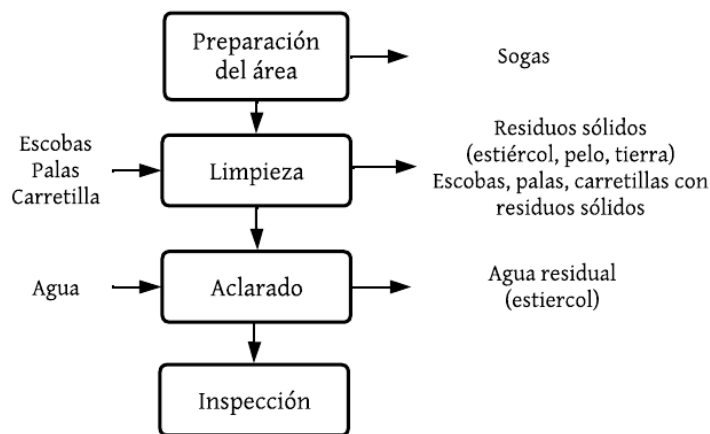 Preparación
del área
Sogas
Escobas
Palas
Carretilla
Limpieza
Residuos sólidos
(estiércol, pelo, tierra)
Escobas, palas, carretillas con
residuos sólidos
Agua
Aclarado
Agua residual
(estiercol)
Inspección